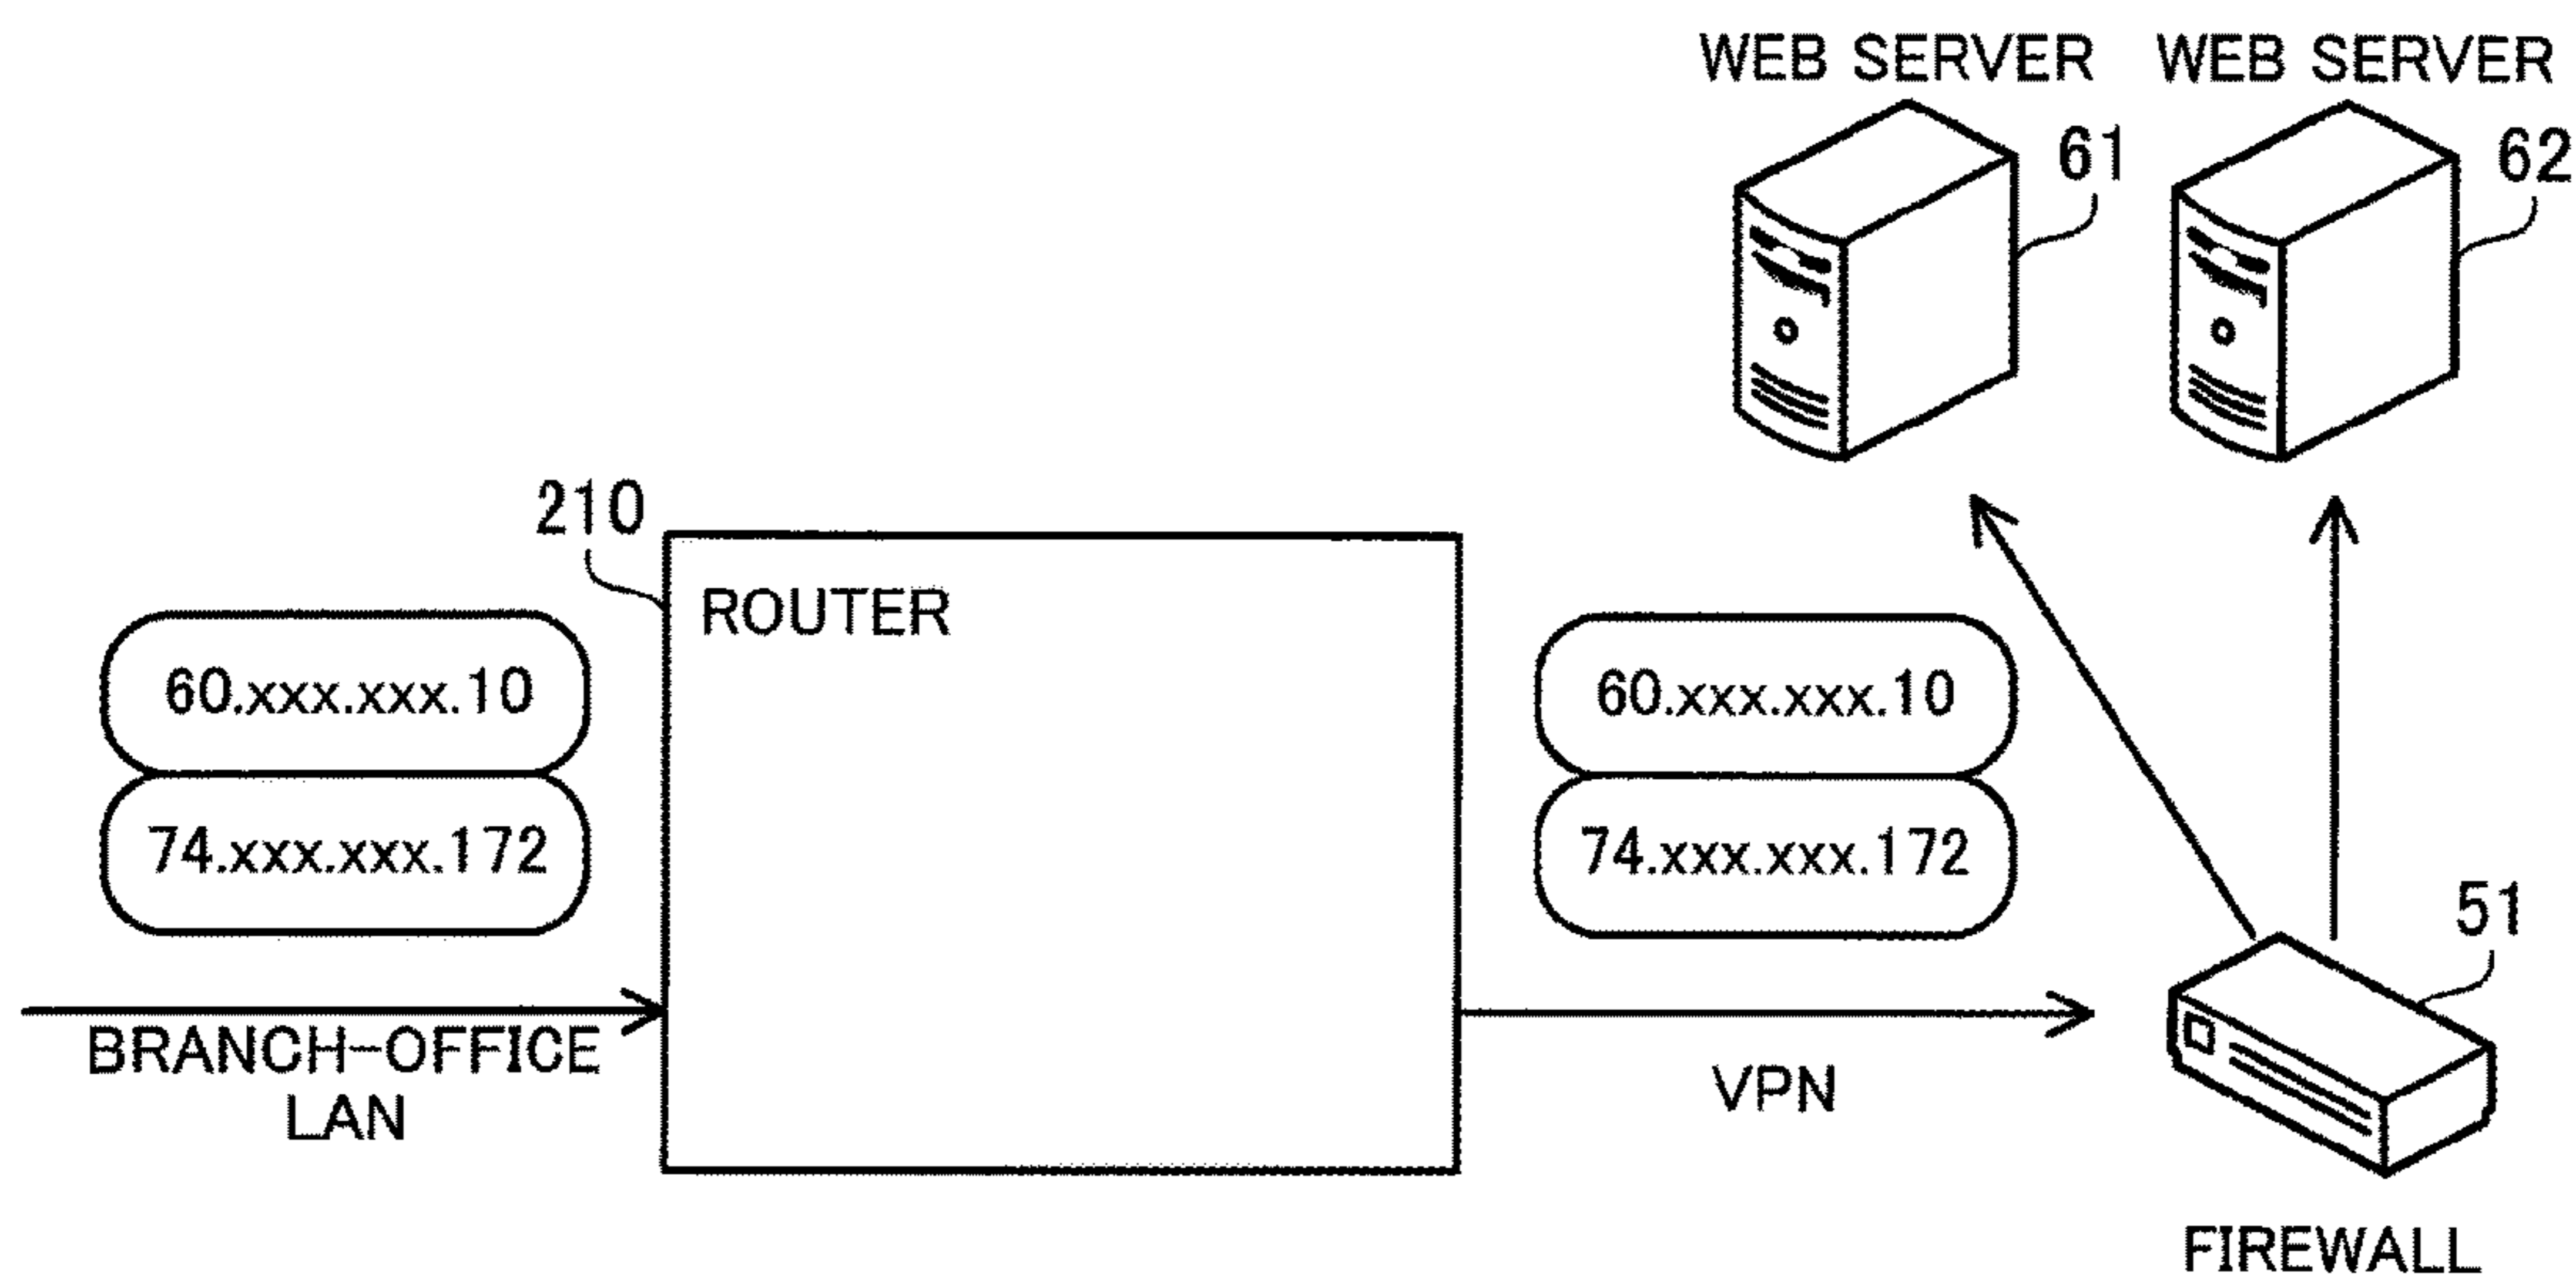 WEB SERVER
WEB SERVER
61
62
210
ROUTER
60.xxx.xxx.10
60.xxx.xxx.10
74.xxx.xxx.172
74.xxx.xxx.172
51
BRANCH-OFFICE
LAN
VPN
FIREWALL